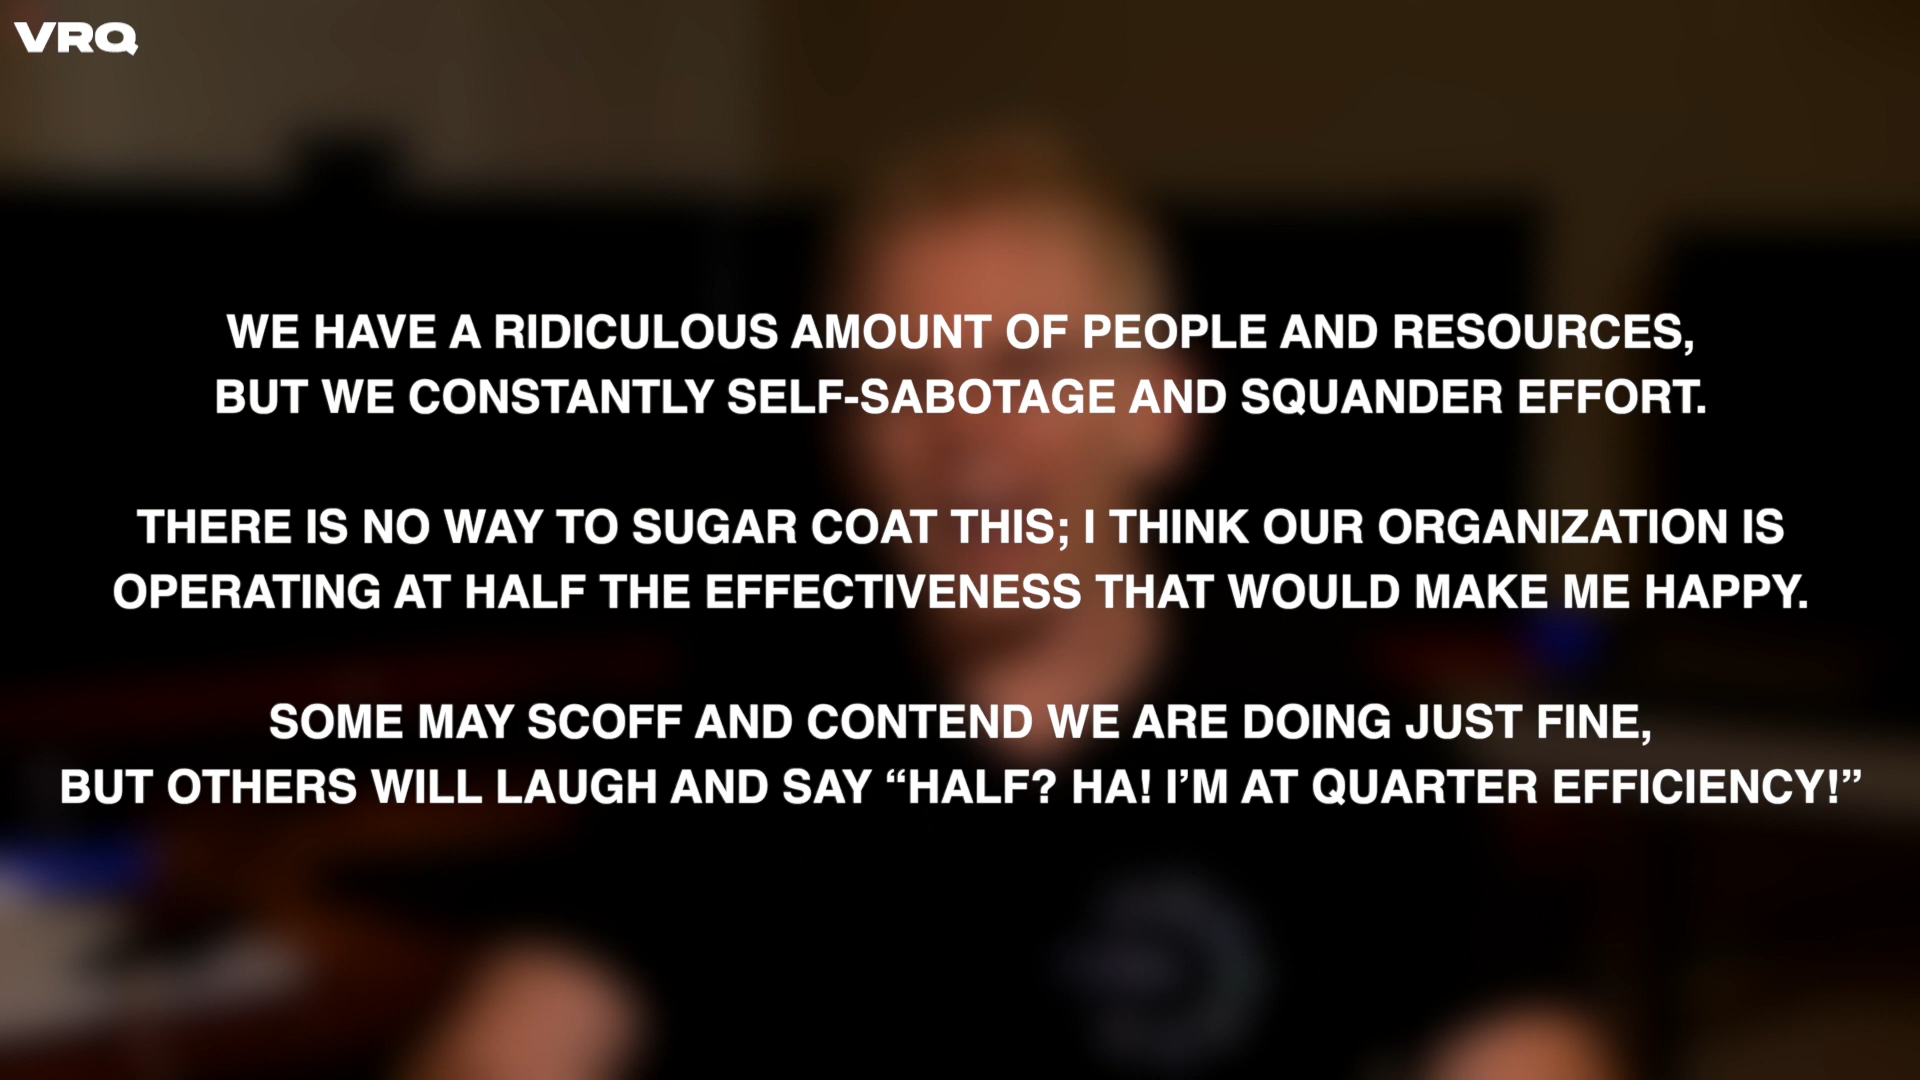 VRQ
WE HAVE A RIDICULOUS AMOUNT OF PEOPLE AND RESOURCES,
BUT WE CONSTANTLY SELF-SABOTAGE AND SQUANDER EFFORT.
THERE IS NO WAY TO SUGAR COAT THIS; I THINK OUR ORGANIZATION IS
OPERATING AT HALF THE EFFECTIVENESS THAT WOULD MAKE ME HAPPY.
SOME MAY SCOFF AND CONTEND WE ARE DOING JUST FINE,
BUT OTHERS WILL LAUGH AND SAY “HALF? HA! I’M AT QUARTER EFFICIENCY!”